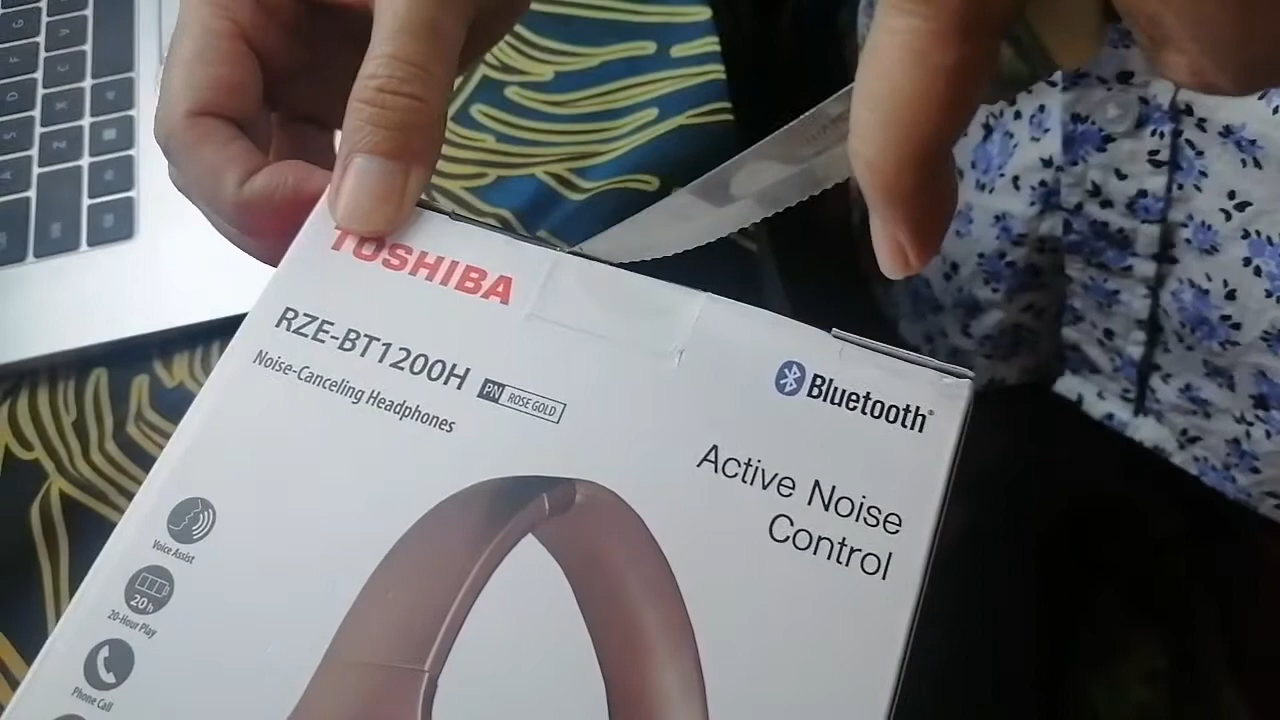 TOSHIBA
RZE-BT1200H
PN ROSE GOLD
Noise-Canceling Headphones
Bluetooth®
Active Noise
Control
Voice Assist
20 h
20-Hour Play
Phone Call
G
V
F
C
D
X
S
Z
A